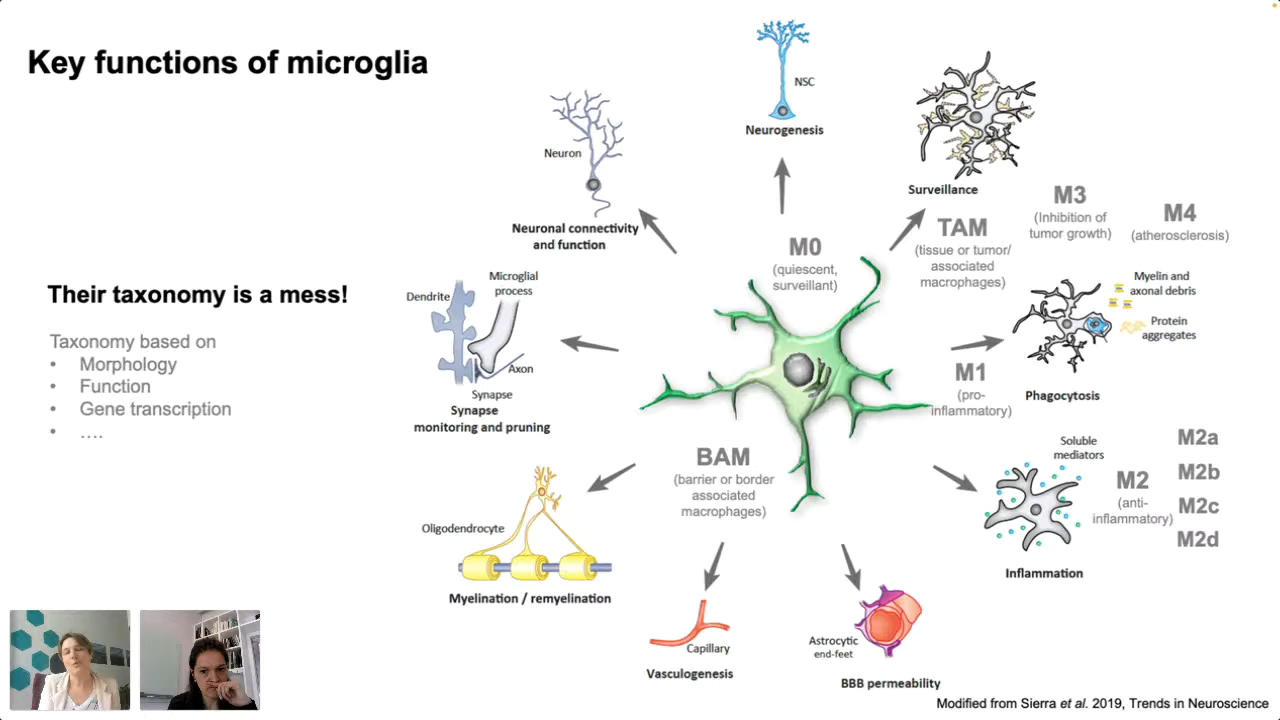 Key functions of microglia
NSC
Neurogenesis
Neuron
Neuronal connectivity
and function
Surveillance
M0
(quiescent,
surveillant)
TAM
(tissue or tumor/
associated
macrophages)
M3
(Inhibition of
tumor growth)
M4
(atherosclerosis)
Their taxonomy is a mess!
Taxonomy based on
• Morphology
• Function
• Gene transcription
• ....
Microglial
process
Dendrite
Axon
Synapse
Synapse
monitoring and pruning
Myelin and
axonal debris
Protein
aggregates
Phagocytosis
M1
(pro-
inflammatory)
BAM
(barrier or border
associated
macrophages)
Soluble
mediators
M2
(anti-
inflammatory)
M2a
M2b
M2c
M2d
Inflammation
Oligodendrocyte
Myelination / remyelination
Capillary
Vasculogenesis
Astrocytic
end-feet
BBB permeability
Modified from Sierra et al. 2019, Trends in Neuroscience